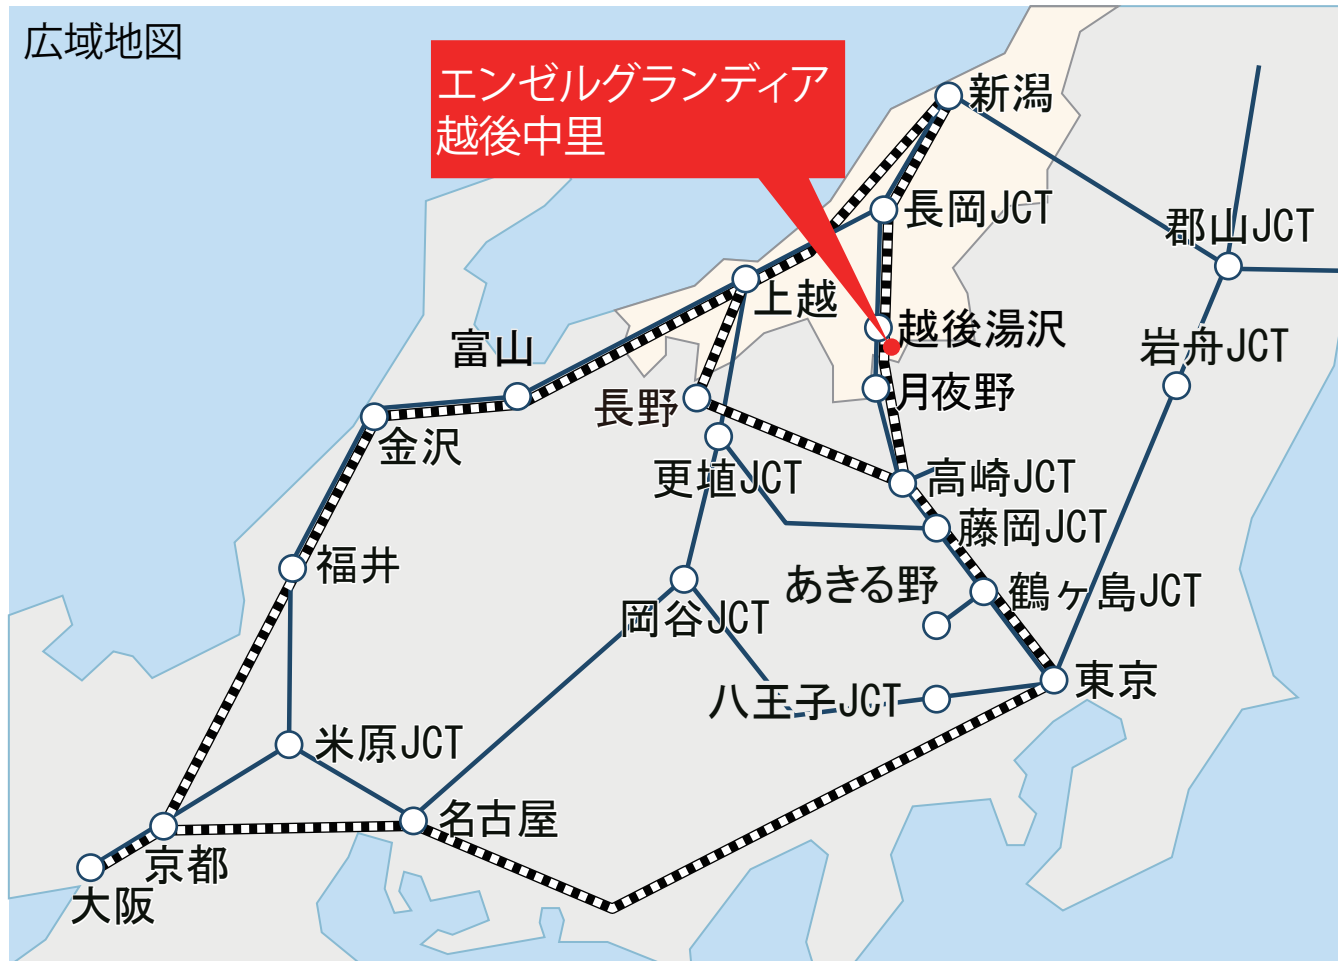 広域地図
エンゼルグランディア
越後中里
新潟
長岡JCT
郡山JCT
上越
越後湯沢
岩舟JCT
富山
月夜野
長野
金沢
更埴JCT
高崎JCT
藤岡JCT
福井
あきる野
鶴ヶ島JCT
岡谷JCT
東京
八王子JCT
米原JCT
名古屋
京都
大阪